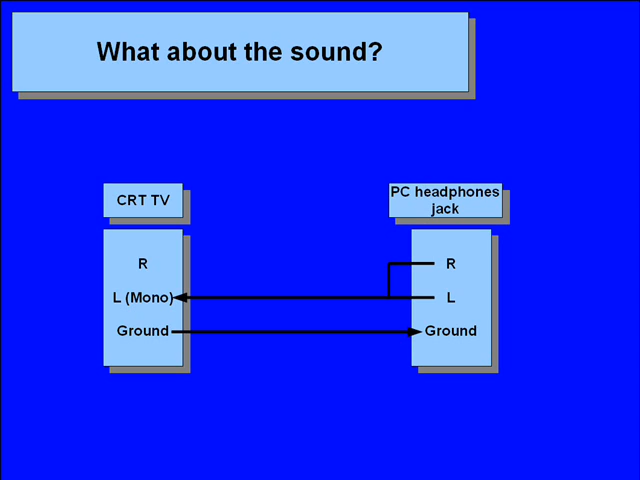 What about the sound?
CRT TV
PC headphones
jack
R
L (Mono)
Ground
R
L
Ground